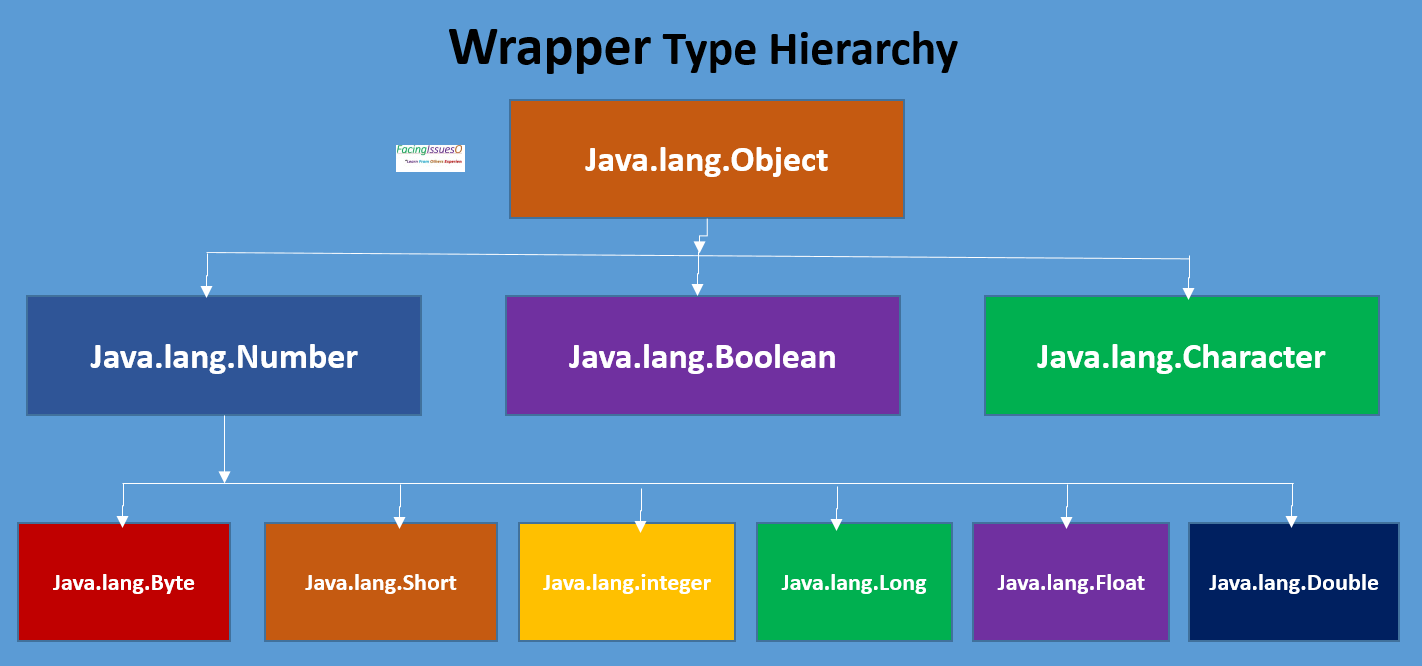 Wrapper Type Hierarchy
FacingIssuesO
"Learn From Others Experien
Java.lang.Object
Java.lang.Number
Java.lang.Boolean
Java.lang.Character
Java.lang.Byte
Java.lang.Short
Java.lang.integer
Java.lang.Long
Java.lang.Float
Java.lang.Double